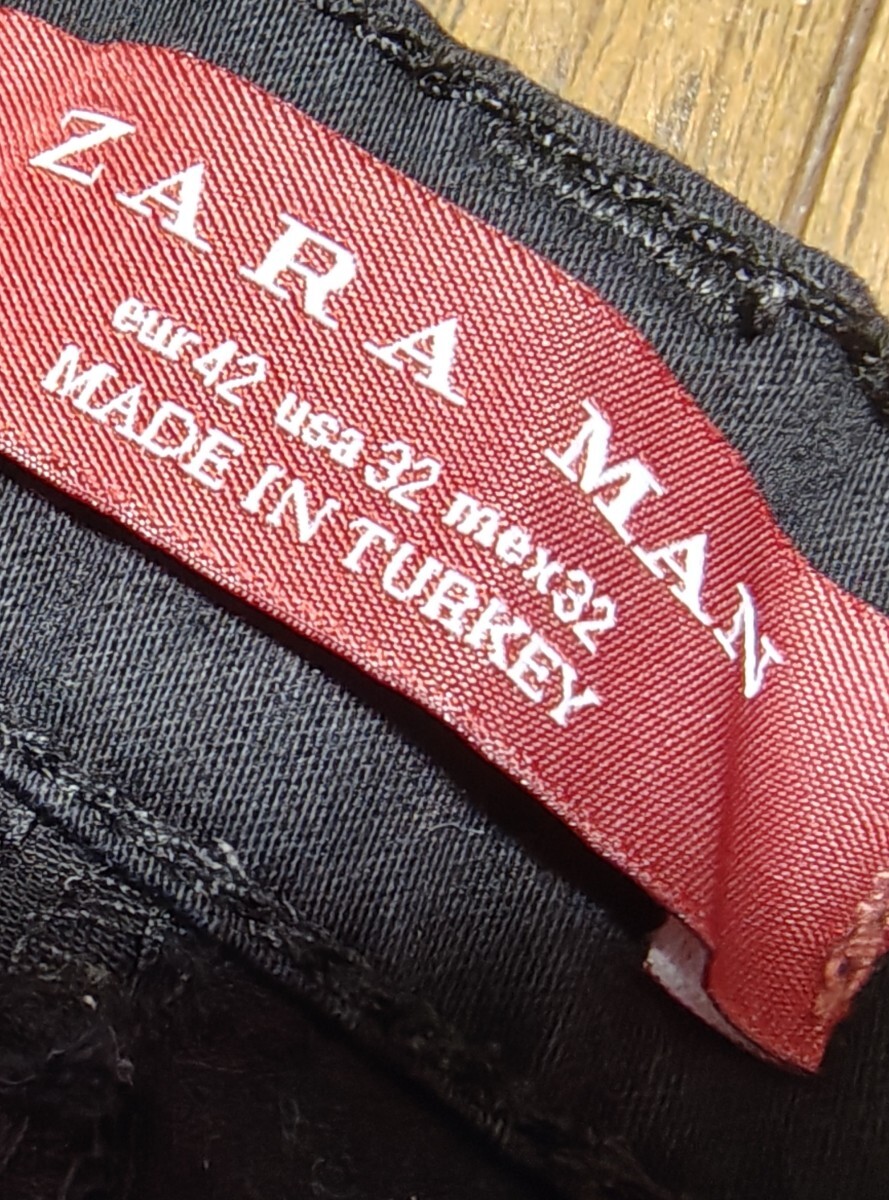 ZARA MAN
eur 42 usa 32 mex 32
MADE IN TURKEY